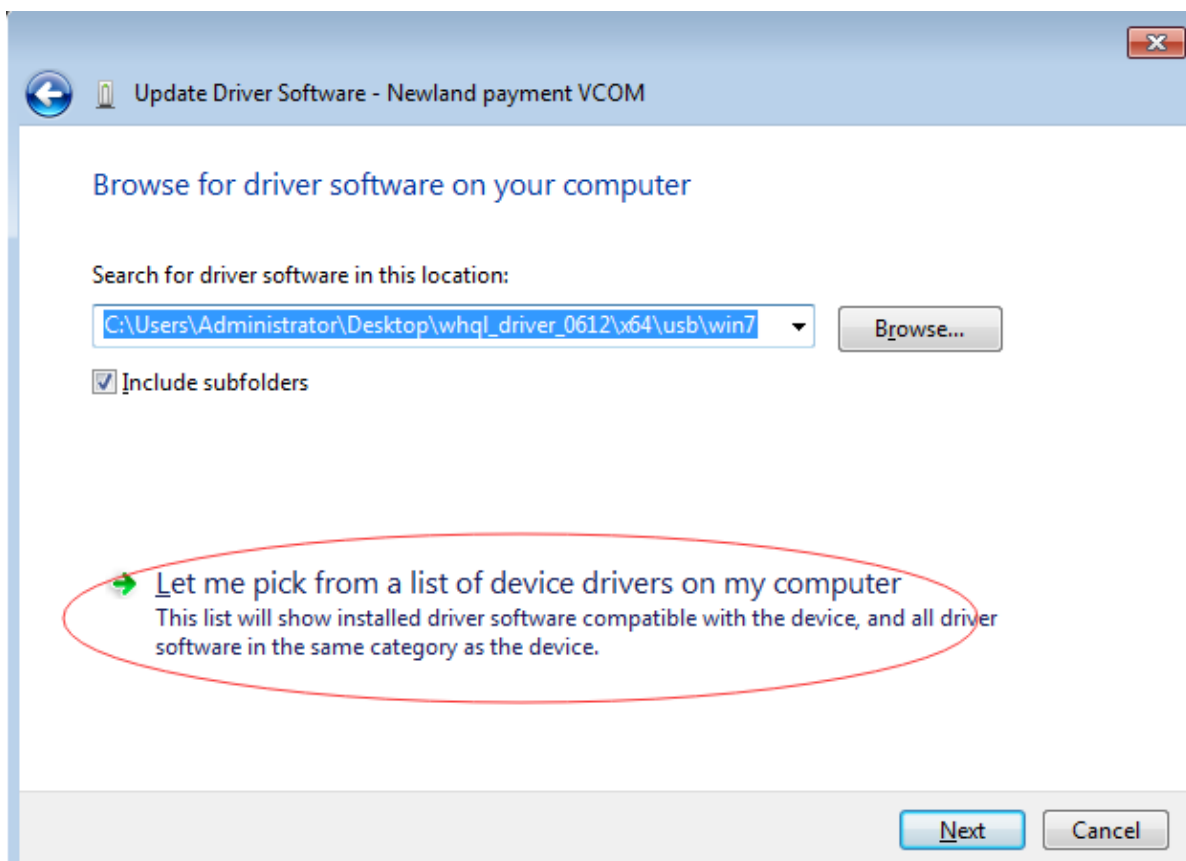 Update Driver Software - Newland payment VCOM
Browse for driver software on your computer
Search for driver software in this location:
C:\Users\Administrator\Desktop\whql_driver_0612\x64\usb\win7
Browse...
Include subfolders
Let me pick from a list of device drivers on my computer
This list will show installed driver software compatible with the device, and all driver
software in the same category as the device.
Next
Cancel